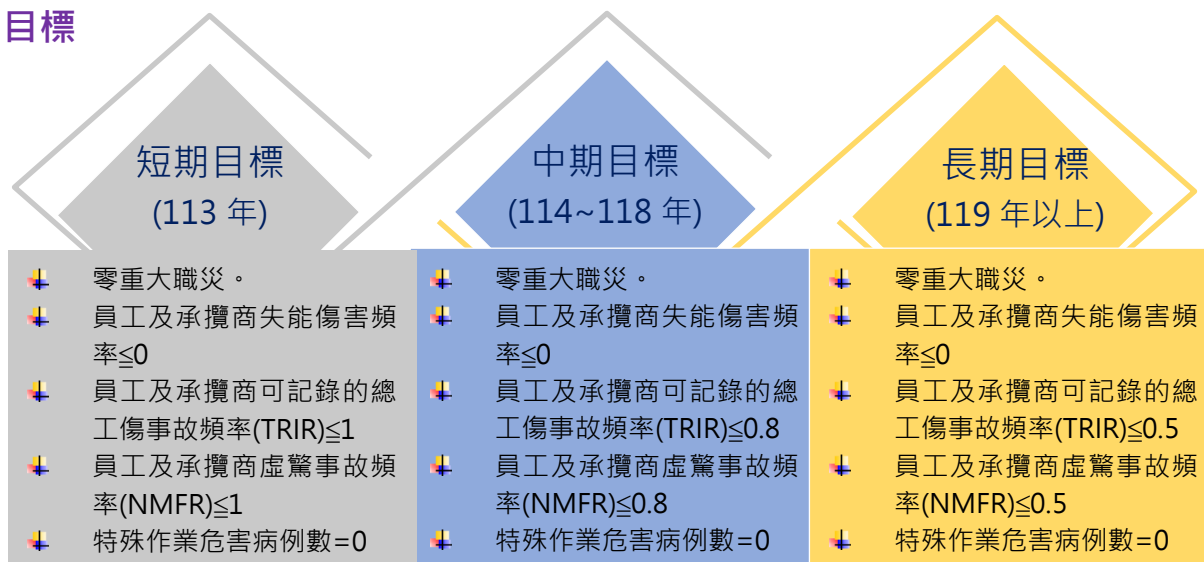 目標
短期目標
(113 年)
零重大職災。
員工及承攬商失能傷害頻
率≦0
員工及承攬商可記錄的總
工傷事故頻率(TRIR)≦1
員工及承攬商虛驚事故頻
率(NMFR)≦1
特殊作業危害病例數=0
中期目標
(114~118 年)
零重大職災。
員工及承攬商失能傷害頻
率≦0
員工及承攬商可記錄的總
工傷事故頻率(TRIR)≦0.8
員工及承攬商虛驚事故頻
率(NMFR)≦0.8
特殊作業危害病例數=0
長期目標
(119 年以上)
零重大職災。
員工及承攬商失能傷害頻
率≦0
員工及承攬商可記錄的總
工傷事故頻率(TRIR)≦0.5
員工及承攬商虛驚事故頻
率(NMFR)≦0.5
特殊作業危害病例數=0